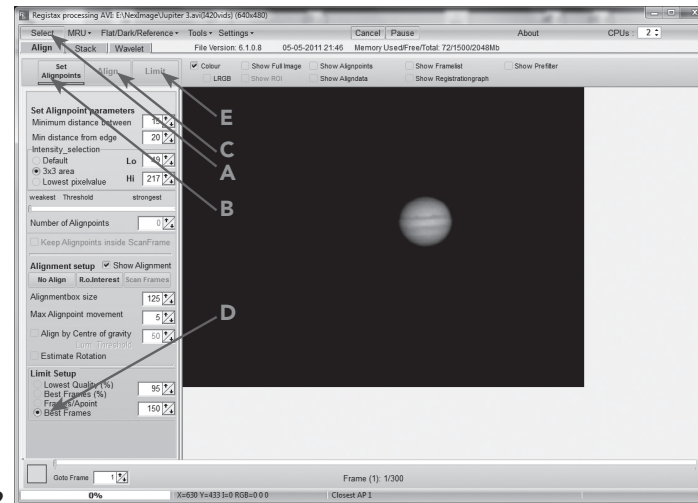 Registax processing AVI: E:\NexImage\Jupiter 3.avi(I420vids) (640x480)
Select MRU Flat/Dark/Reference Tools Settings Cancel Pause About CPUs : 2
Align Stack Wavelet File Version: 6.1.0.8 05-05-2011 21:46 Memory Used/Free/Total: 72/1500/2048Mb
Set Alignpoints Align Limit
Colour Show Full Image Show Alignpoints Show Framelist Show Prefilter
LRGB Show ROI Show Aligndata Show Registrationgraph
E
C
A
B
D
Set Alignpoint parameters
Minimum distance between 15
Min distance from edge 20
Intensity_selection
Default Lo 49
3x3 area
Lowest pixelvalue Hi 217
weakest Threshold strongest
Number of Alignpoints 0
Keep Alignpoints inside ScanFrame
Alignment setup Show Alignment
No Align R.o.Interest Scan Frames
Alignmentbox size 125
Max Alignpoint movement 5
Align by Centre of gravity 50
Lum. Threshold
Estimate Rotation
Limit Setup
Lowest Quality (%) 95
Best Frames (%)
Frames/Apoint 150
Best Frames
Goto Frame 1 Frame (1): 1/300
0% X=630 Y=433 I=0 RGB=0 0 0 Closest AP 1